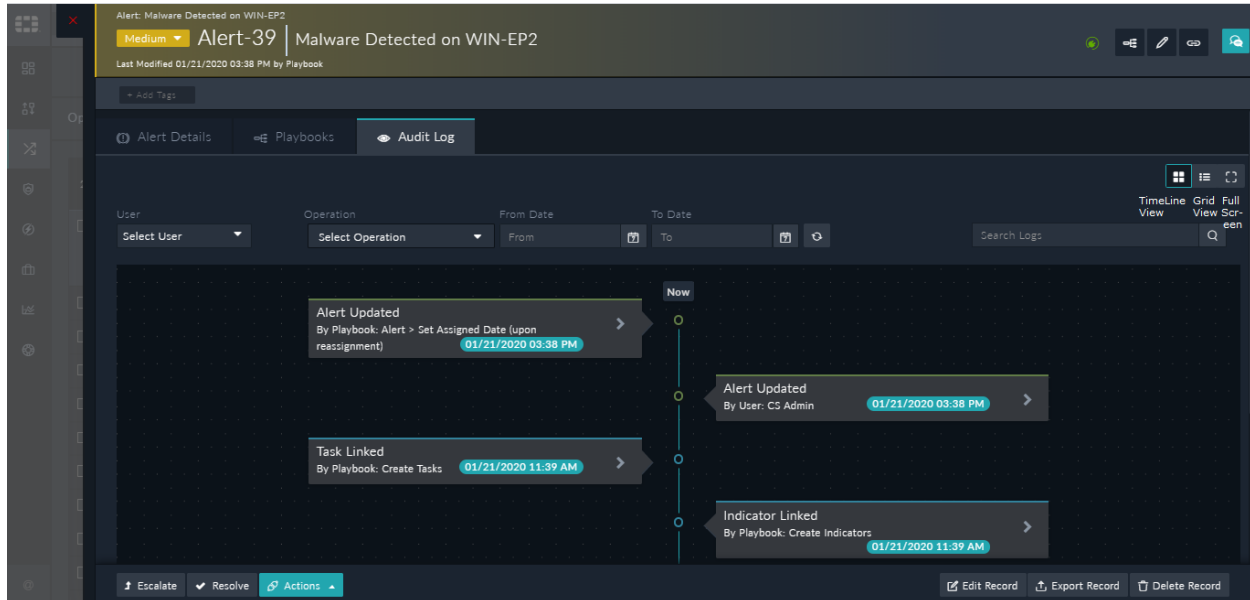 Alert: Malware Detected on WIN-EP2
Medium Alert-39 Malware Detected on WIN-EP2
Last Modified 01/21/2020 03:38 PM by Playbook
+ Add Tags
Op
Alert Details Playbooks Audit Log
TimeLine View Grid View Full Scr-een
User Operation From Date To Date
Select User Select Operation From To Search Logs
Now
Alert Updated
By Playbook: Alert > Set Assigned Date (upon
reassignment) 01/21/2020 03:38 PM
Alert Updated
By User: CS Admin 01/21/2020 03:38 PM
Task Linked
By Playbook: Create Tasks 01/21/2020 11:39 AM
Indicator Linked
By Playbook: Create Indicators
01/21/2020 11:39 AM
Escalate Resolve Actions Edit Record Export Record Delete Record